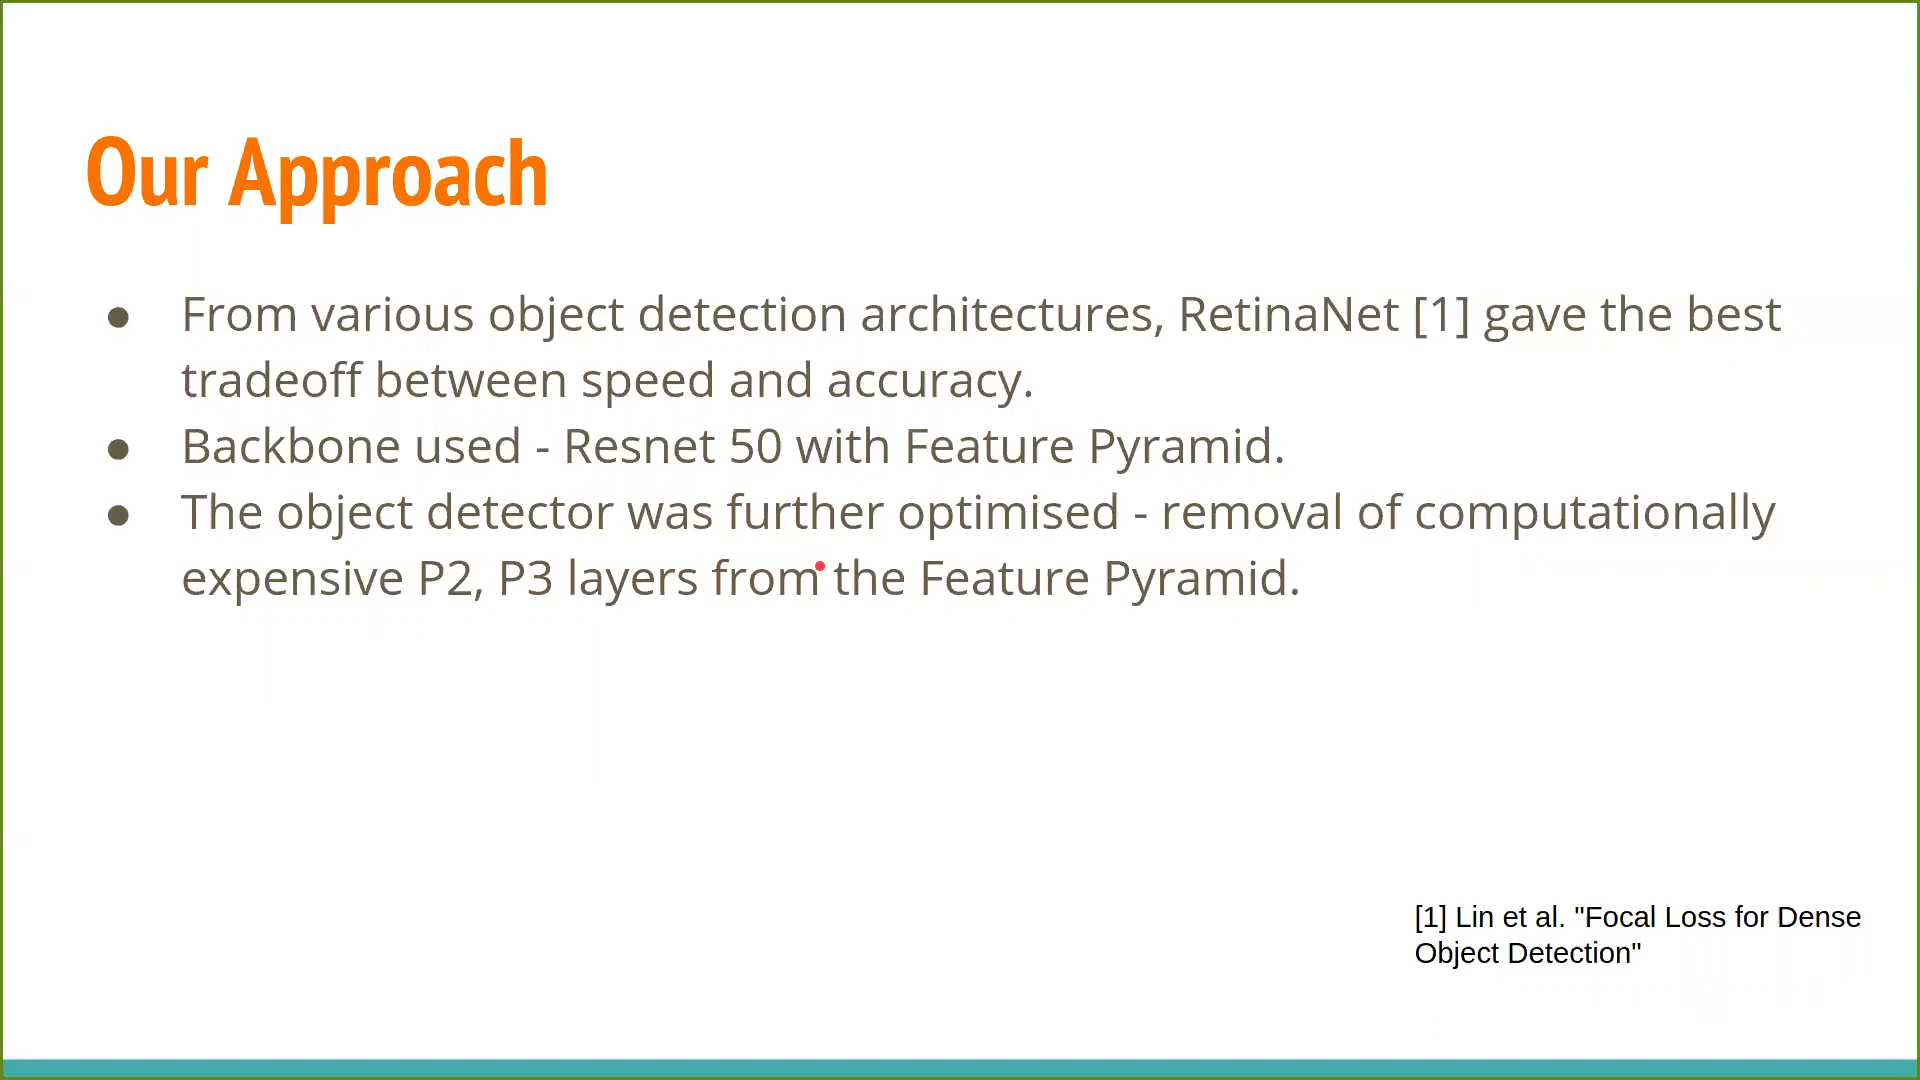 Our Approach
● From various object detection architectures, RetinaNet [1] gave the best
tradeoff between speed and accuracy.
● Backbone used - Resnet 50 with Feature Pyramid.
● The object detector was further optimised - removal of computationally
expensive P2, P3 layers from the Feature Pyramid.
[1] Lin et al. "Focal Loss for Dense
Object Detection"